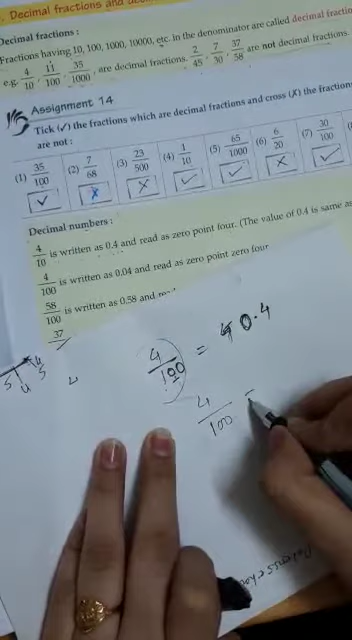 . Decimal fractions and
Decimal fractions :
Fractions having 10, 100, 1000, 10000, etc. In the denominator are called decimal
e.g. 4/10, 11/100, 35/1000, are decimal fractions. 2/45, 7/30, 37/58 are not decimal fractions.
Assignment 14
Tick (✓) the fractions which are decimal fractions and cross (X) the fractions
are not :
(1) 35/100 (2) 7/68 (3) 23/500 (4) 1/10 (5) 65/1000 (6) 6/20 (7) 30/100
✓ X X ✓ ✓ X ✓
Decimal numbers :
4/10 is written as 0.4 and read as zero point four. (The value of 0.4 is same as
4/100 is written as 0.04 and read as zero point zero four
58/100 is written as 0.58 and
37
4/100 = 0.4
4/100